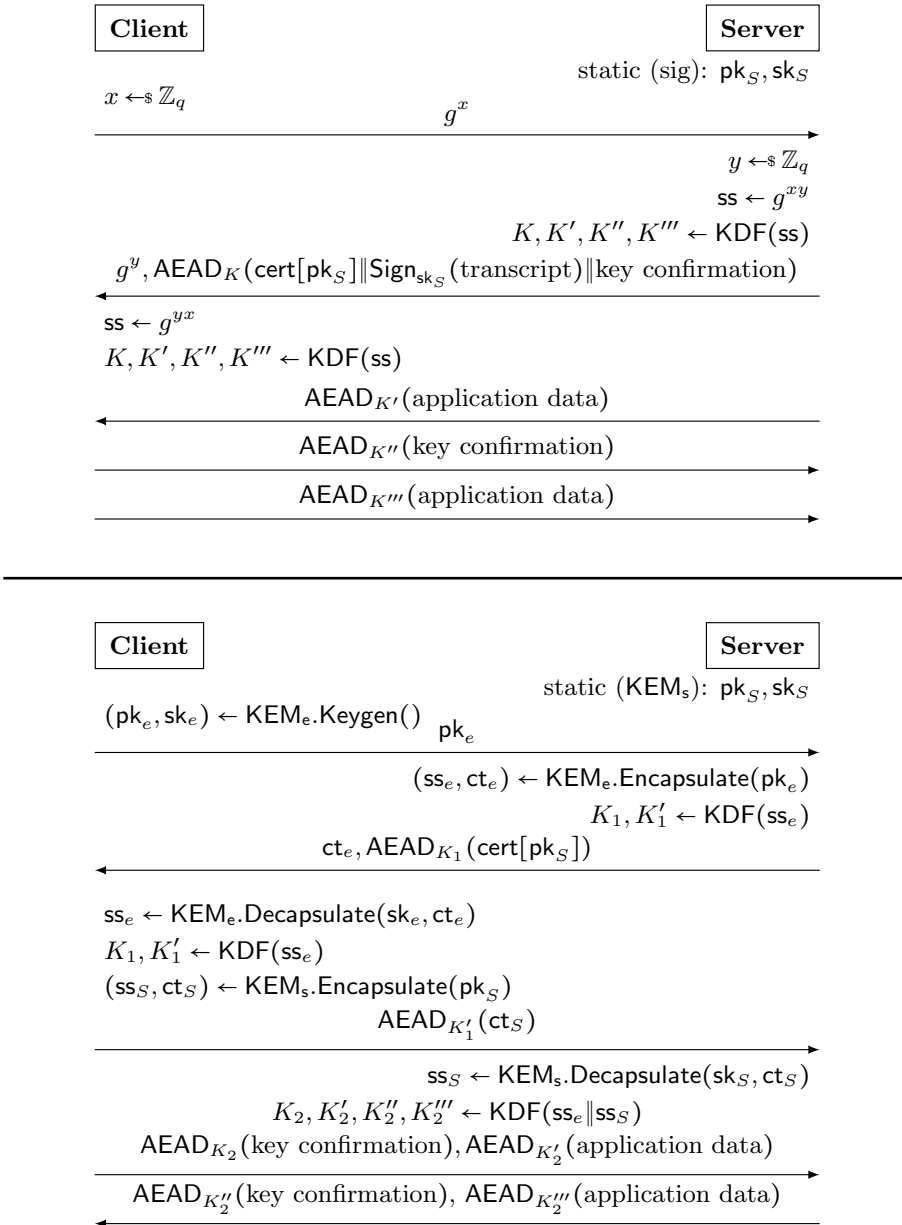 Client Server
static (sig): pk_S, sk_S
x ←$ ℤ_q
g^x
y ←$ ℤ_q
ss ← g^{xy}
K, K′, K″, K‴ ← KDF(ss)
g^y, AEAD_K(cert[pk_S]‖Sign_{sk_S}(transcript)‖key confirmation)
ss ← g^{yx}
K, K′, K″, K‴ ← KDF(ss)
AEAD_{K′}(application data)
AEAD_{K″}(key confirmation)
AEAD_{K‴}(application data)
Client Server
static (KEM_s): pk_S, sk_S
(pk_e, sk_e) ← KEM_e.Keygen()
pk_e
(ss_e, ct_e) ← KEM_e.Encapsulate(pk_e)
K_1, K′_1 ← KDF(ss_e)
ct_e, AEAD_{K_1}(cert[pk_S])
ss_e ← KEM_e.Decapsulate(sk_e, ct_e)
K_1, K′_1 ← KDF(ss_e)
(ss_S, ct_S) ← KEM_s.Encapsulate(pk_S)
AEAD_{K′_1}(ct_S)
ss_S ← KEM_s.Decapsulate(sk_S, ct_S)
K_2, K′_2, K″_2, K‴_2 ← KDF(ss_e‖ss_S)
AEAD_{K_2}(key confirmation), AEAD_{K′_2}(application data)
AEAD_{K″_2}(key confirmation), AEAD_{K‴_2}(application data)